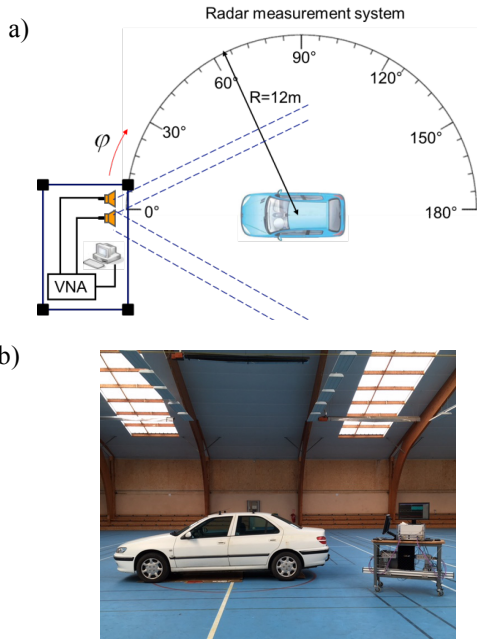 a)
Radar measurement system
90°
60°
120°
R=12m
30°
150°
φ
0°
180°
VNA
b)